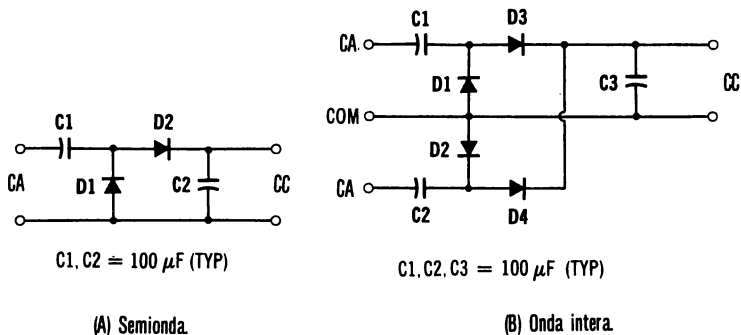 C1
D2
CA
D1
C2
CC
C1, C2 = 100 µF (TYP)
(A) Semionda.
C1
D3
CA.
D1
C3
CC
COM
D2
CA
C2
D4
C1, C2, C3 = 100 µF (TYP)
(B) Onda intera.